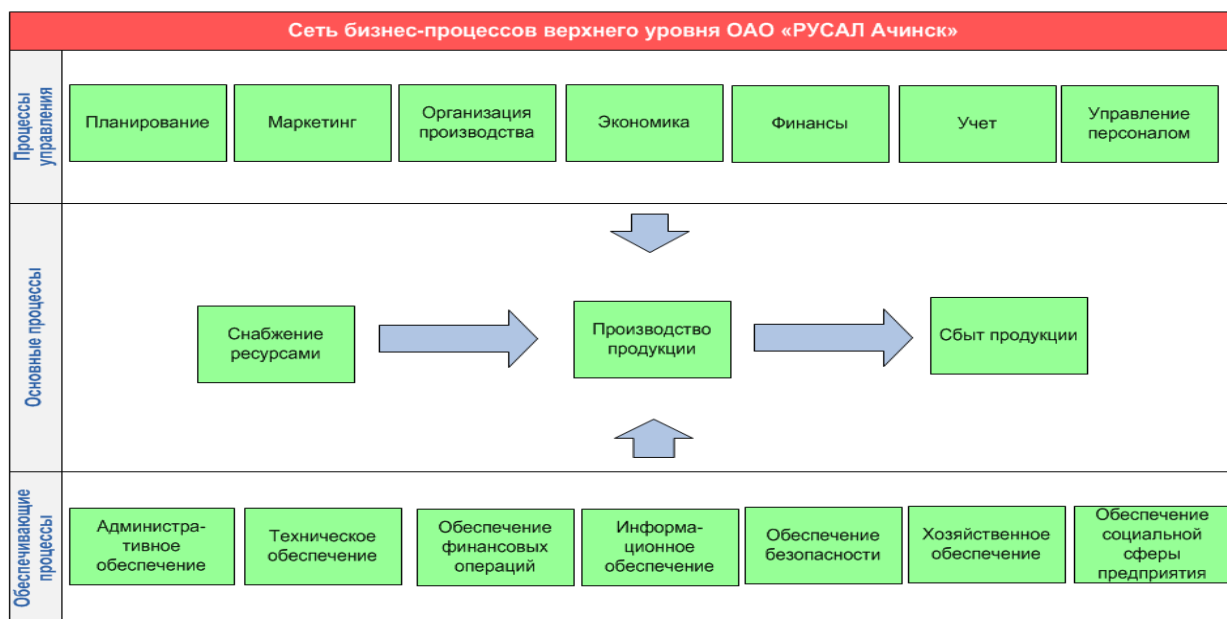 Сеть бизнес-процессов верхнего уровня ОАО «РУСАЛ Ачинск»
Процессы
управления
Планирование
Маркетинг
Организация
производства
Экономика
Финансы
Учет
Управление
персоналом
Основные процессы
Снабжение
ресурсами
Производство
продукции
Сбыт продукции
Обеспечивающие
процессы
Администра-
тивное
обеспечение
Техническое
обеспечение
Обеспечение
финансовых
операций
Информа-
ционное
обеспечение
Обеспечение
безопасности
Хозяйственное
обеспечение
Обеспечение
социальной
сферы
предприятия